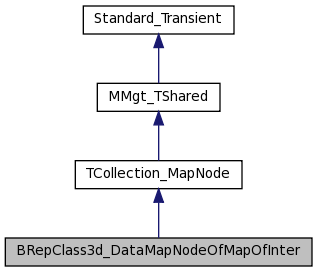 Standard_Transient
MMgt_TShared
TCollection_MapNode
BRepClass3d_DataMapNodeOfMapOfInter